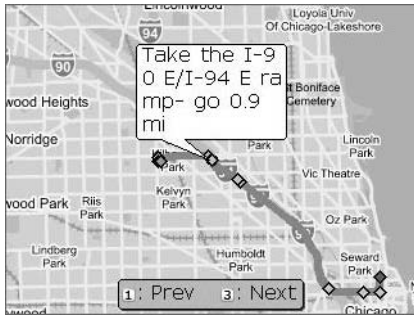 Lincolnwood
Loyola Univ
Of Chicago-Lakeshore
94
90
Take the I-9
0 E/I-94 E ra
mp- go 0.9
mi
st Boniface
Cemetery
wood Heights
Norridge
Park
Lincoln
Park
Park
Vic Theatre
Kelvyn
Park
wood Park
Riis
Park
Oz Park
Lindberg
Park
Humboldt
Park
Seward
Park
1: Prev 3: Next
Chicago